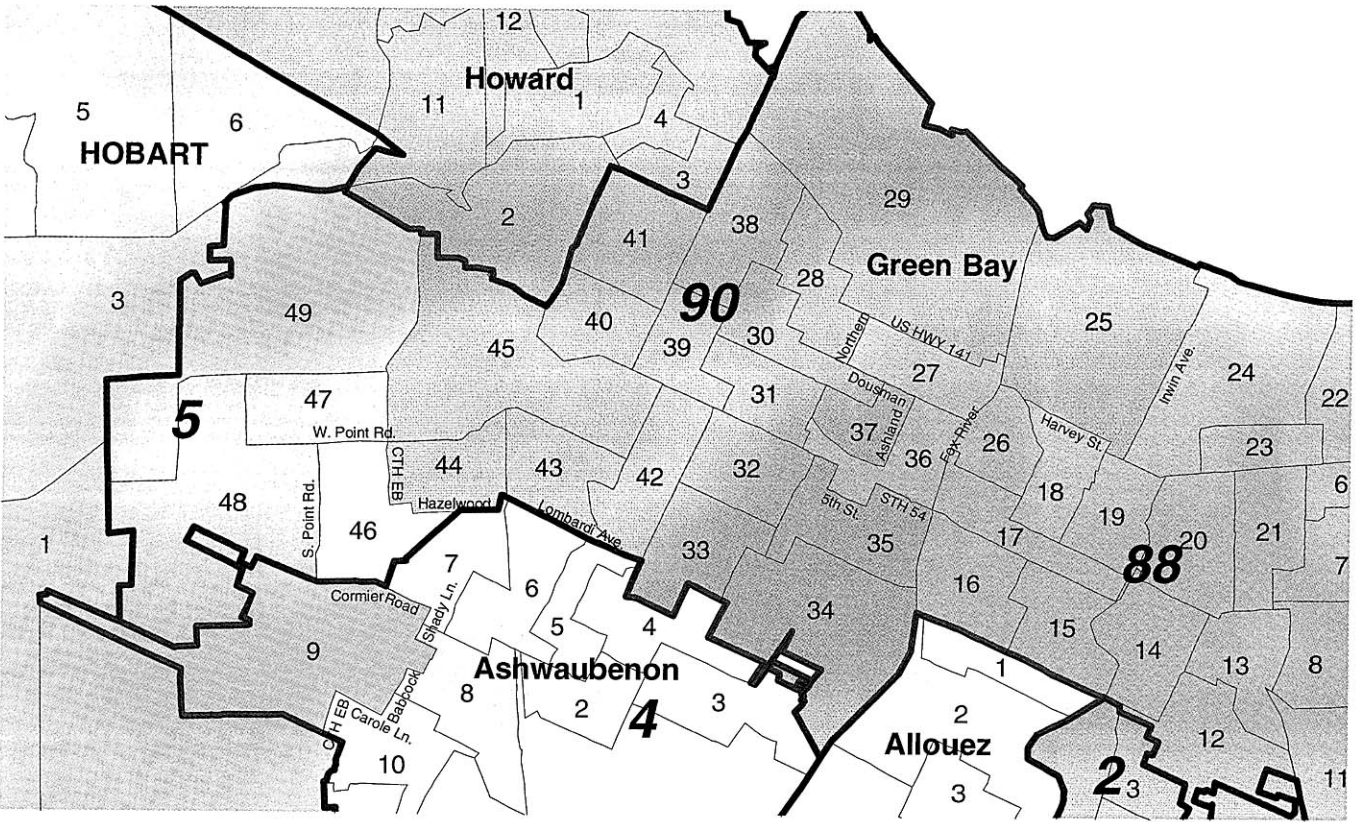 12
Howard
5
11
1
6
4
HOBART
3
29
2
38
41
Green Bay
28
3
90
49
40
25
45
30
Northern
US HWY 141
39
24
27
Irwin Ave.
Dousman
31
47
22
5
37
Ashland
Fox River
26
Harvey St.
W. Point Rd.
36
23
CTH EB
44
43
42
32
18
6
48
S. Point Rd.
Hazelwood
Lombardi Ave.
5th St.
STH 54
19
46
17
20
21
1
7
33
35
88
7
6
16
Cormier Road
Shady Ln.
34
5
4
15
9
14
13
Ashwaubenon
1
8
8
3
Babcock
2
2
4
CTH EB
Carole Ln.
Allouez
12
10
2
11
3
3